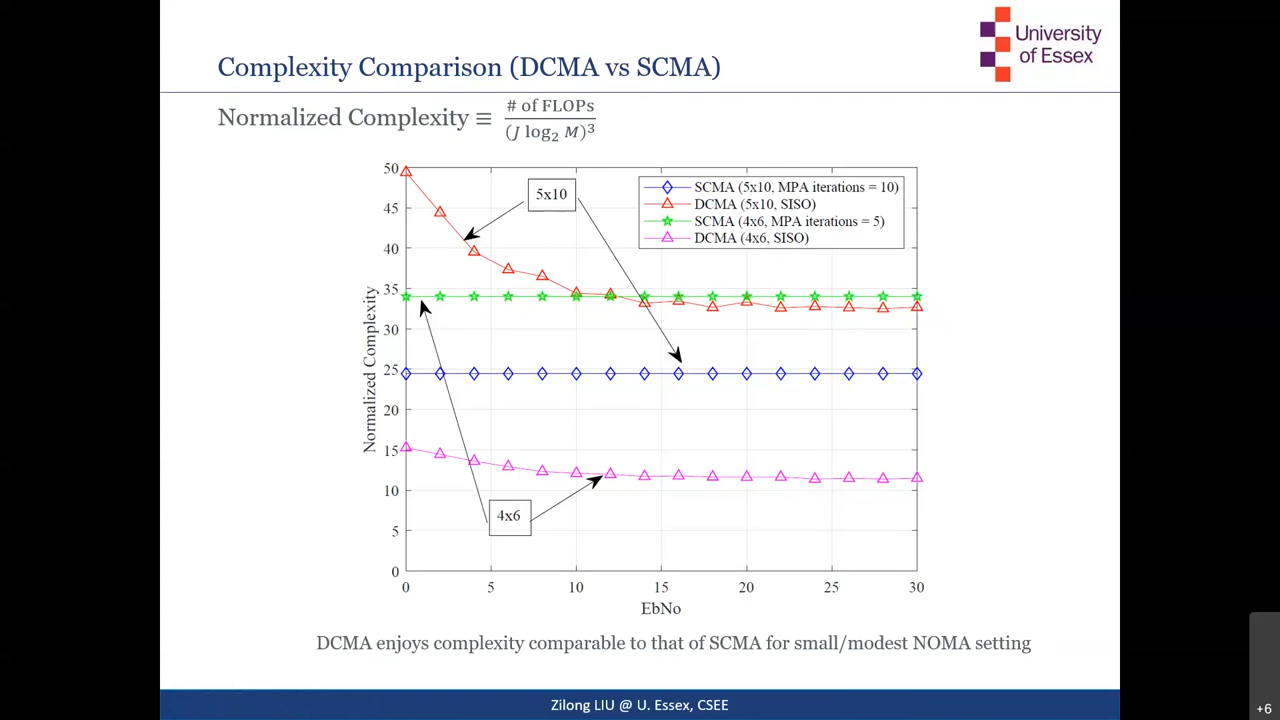 University
of Essex
Complexity Comparison (DCMA vs SCMA)
Normalized Complexity ≡ # of FLOPs / (J log₂ M)³
50
45
40
35
30
25
20
15
10
5
0
Normalized Complexity
5x10
SCMA (5x10, MPA iterations = 10)
DCMA (5x10, SISO)
SCMA (4x6, MPA iterations = 5)
DCMA (4x6, SISO)
4x6
0 5 10 15 20 25 30
EbNo
DCMA enjoys complexity comparable to that of SCMA for small/modest NOMA setting
Zilong LIU @ U. Essex, CSEE
+6